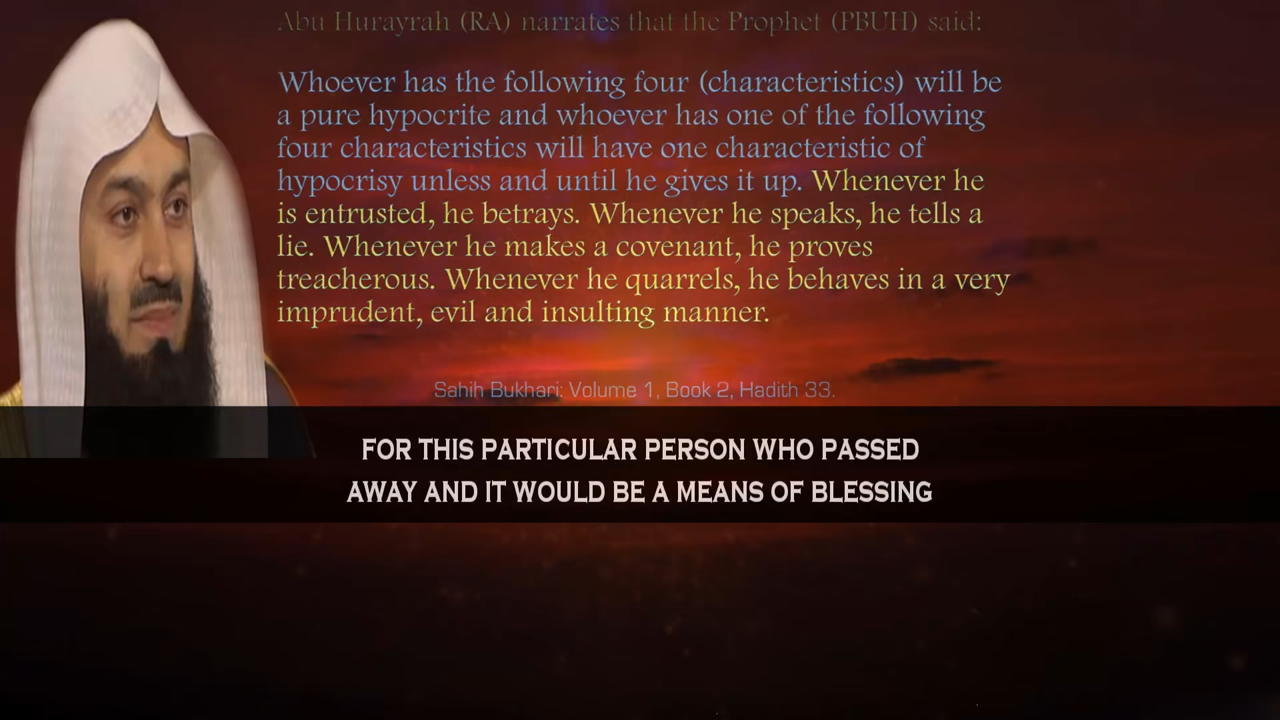 Abu Hurayrah (RA) narrates that the Prophet (PBUH) said:
Whoever has the following four (characteristics) will be
a pure hypocrite and whoever has one of the following
four characteristics will have one characteristic of
hypocrisy unless and until he gives it up. Whenever he
is entrusted, he betrays. Whenever he speaks, he tells a
lie. Whenever he makes a covenant, he proves
treacherous. Whenever he quarrels, he behaves in a very
imprudent, evil and insulting manner.
Sahih Bukhari: Volume 1, Book 2, Hadith 33.
FOR THIS PARTICULAR PERSON WHO PASSED
AWAY AND IT WOULD BE A MEANS OF BLESSING